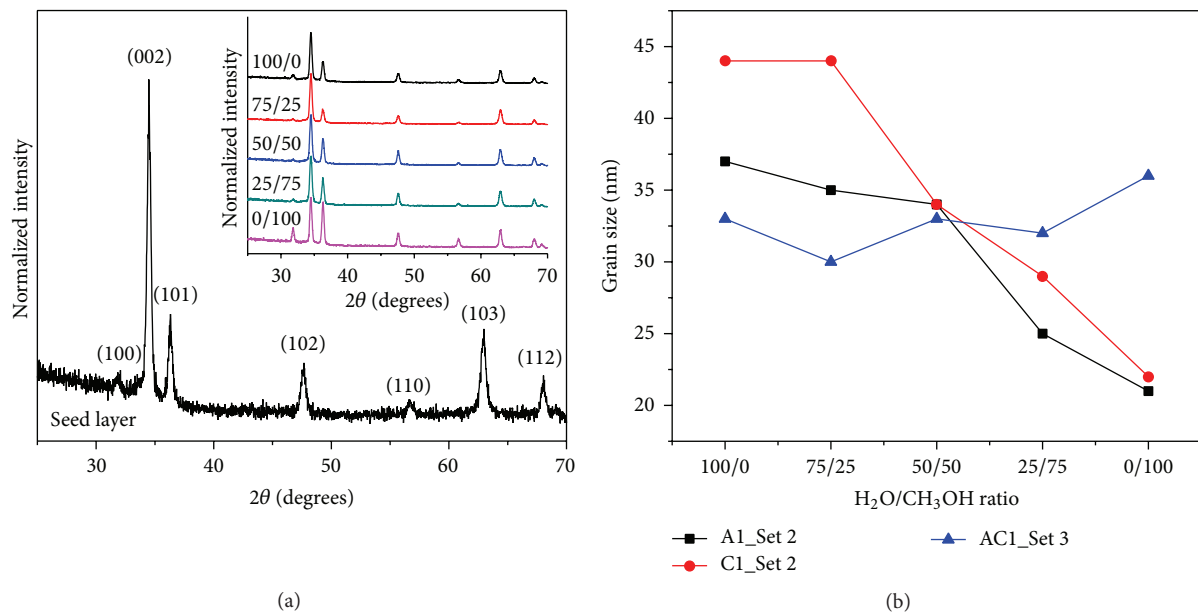 (002)
(100)
(101)
(102)
(110)
(103)
(112)
Seed layer
Normalized intensity
30
40
50
60
70
2θ (degrees)
100/0
75/25
50/50
25/75
0/100
Normalized intensity
30
40
50
60
70
2θ (degrees)
(a)
45
40
35
30
25
20
Grain size (nm)
100/0
75/25
50/50
25/75
0/100
H₂O/CH₃OH ratio
A1_Set 2
C1_Set 2
AC1_Set 3
(b)